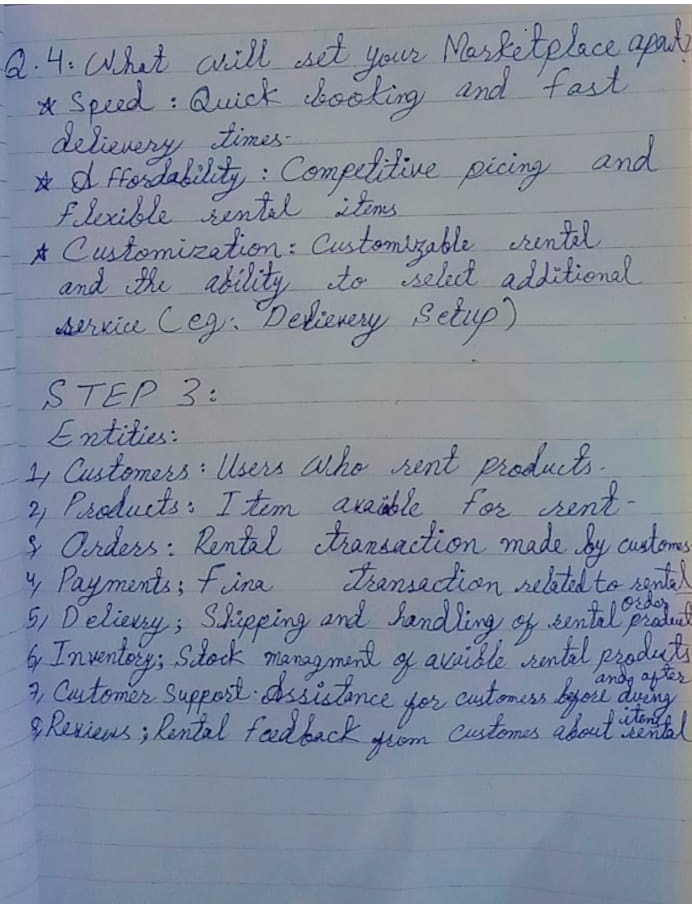 Q.4: What will set your Marketplace apart?
* Speed : Quick booking and fast
delievery times.
* Affordability : Competitive picing and
flexible rental items
* Customization: Customizable rental
and the ability to select additional
service (eg: Delievery Setup)
STEP 3:
Entities:
1, Customers: Users who rent products.
2, Products: Item avaible for rent-
3, Orders: Rental transaction made by customes
4, Payments; Fina transaction related to rental
order
5, Delievry; Shipping and handling of rental product
6, Inventory; Stock managment of avaible rental products
and after
7, Customer Support. Assistance for customers before duing
items
8, Reviews ; Rental feedback from customes about rental